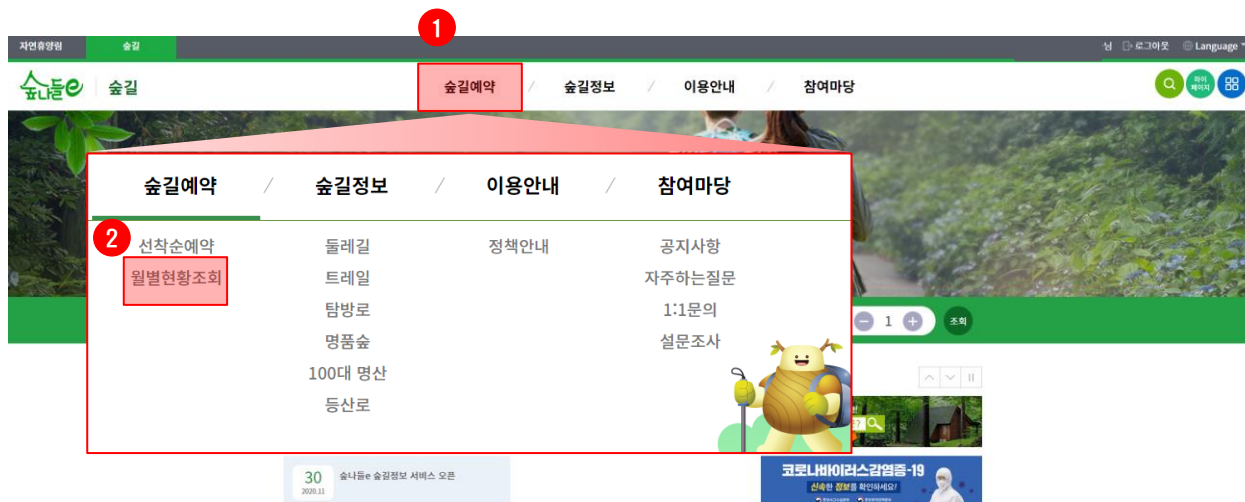 1
자연휴양림 숲길
님 로그아웃 Language
숲나들e 숲길 숲길예약 / 숲길정보 / 이용안내 / 참여마당 마이페이지
숲길예약 / 숲길정보 / 이용안내 / 참여마당
2
선착순예약 둘레길 정책안내 공지사항
월별현황조회 트레일 자주하는질문
탐방로 1:1문의
명품숲 설문조사
100대 명산
등산로
1 조회
30 숲나들e 숲길정보 서비스 오픈
2020.11
코로나바이러스감염증-19
신속한 정보를 확인하세요!